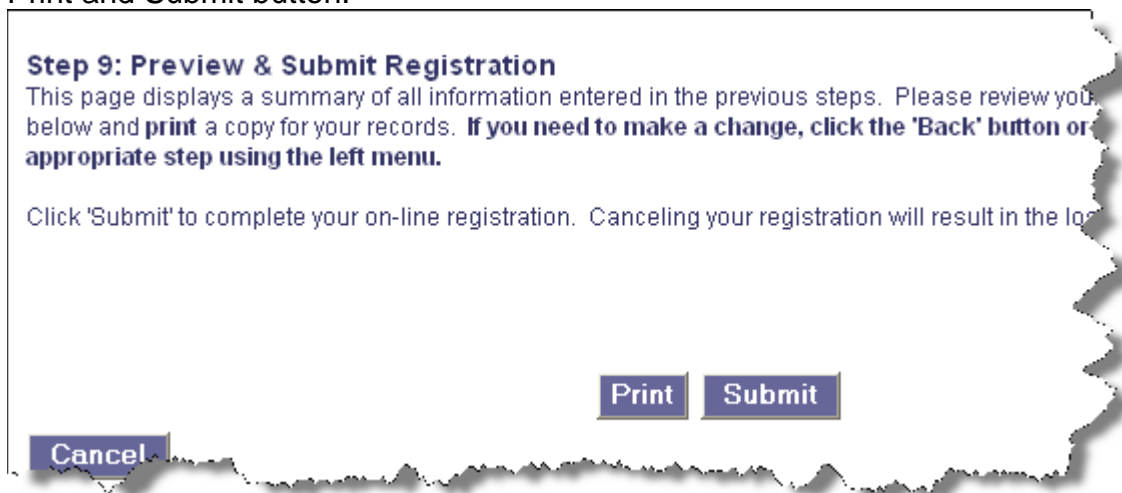 Print and Submit button.
Step 9: Preview & Submit Registration
This page displays a summary of all information entered in the previous steps. Please review
below and print a copy for your records. If you need to make a change, click the 'Back' button or
appropriate step using the left menu.
Click 'Submit' to complete your on-line registration. Canceling your registration will result in the
Print Submit
Cancel